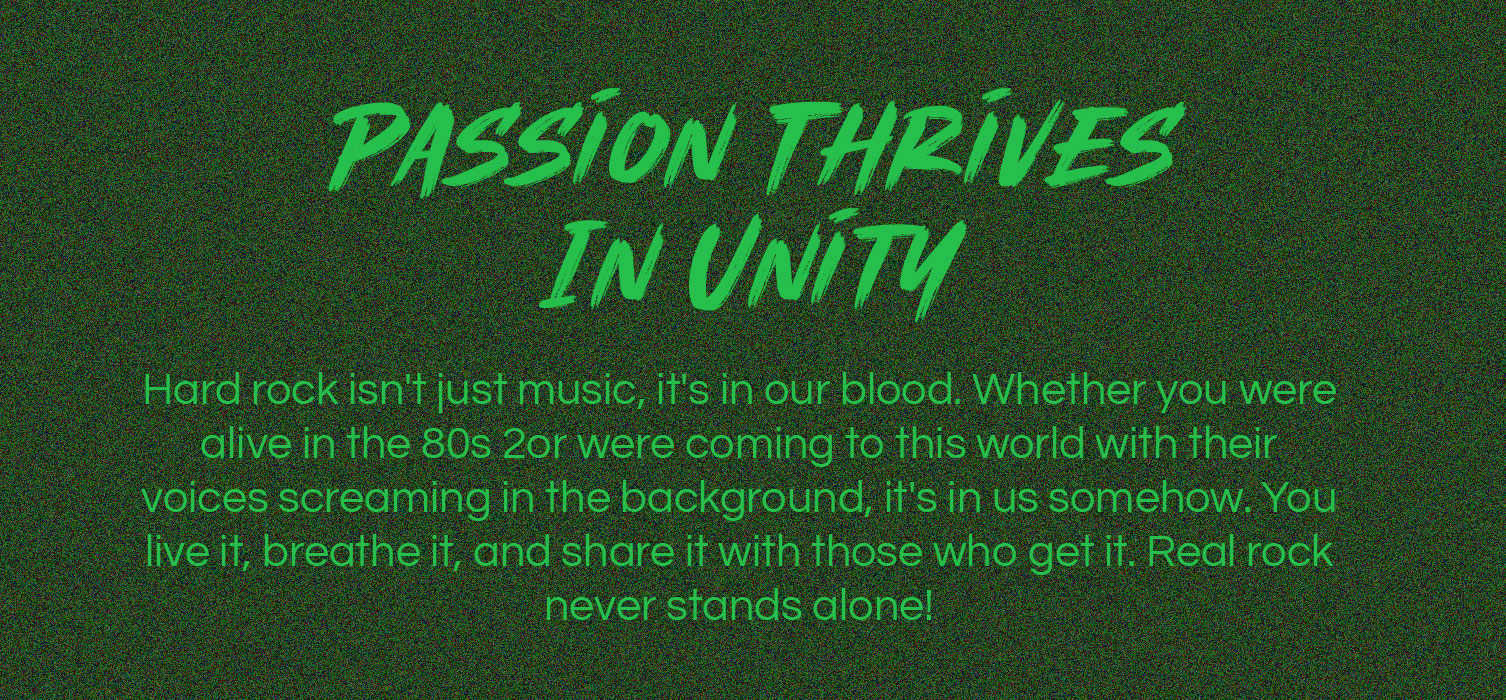 PASSION THRIVES
IN UNITY
Hard rock isn't just music, it's in our blood. Whether you were
alive in the 80s 2or were coming to this world with their
voices screaming in the background, it's in us somehow. You
live it, breathe it, and share it with those who get it. Real rock
never stands alone!